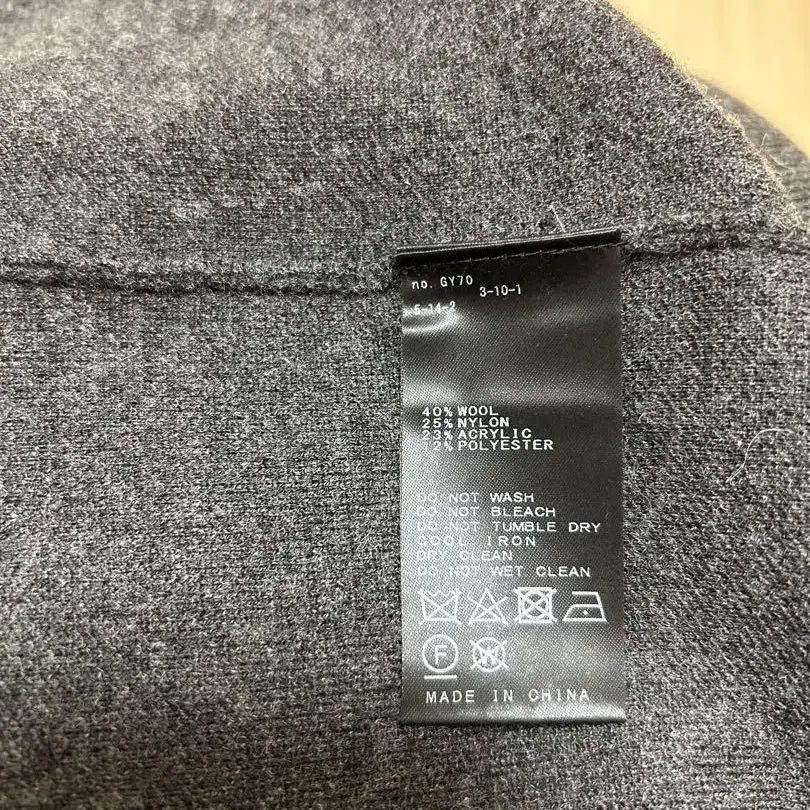 no. GY70
3-10-1
5-14-2
40% WOOL
25% NYLON
23% ACRYLIC
12% POLYESTER
DO NOT WASH
DO NOT BLEACH
DO NOT TUMBLE DRY
COOL IRON
DRY CLEAN
DO NOT WET CLEAN
F W
MADE IN CHINA